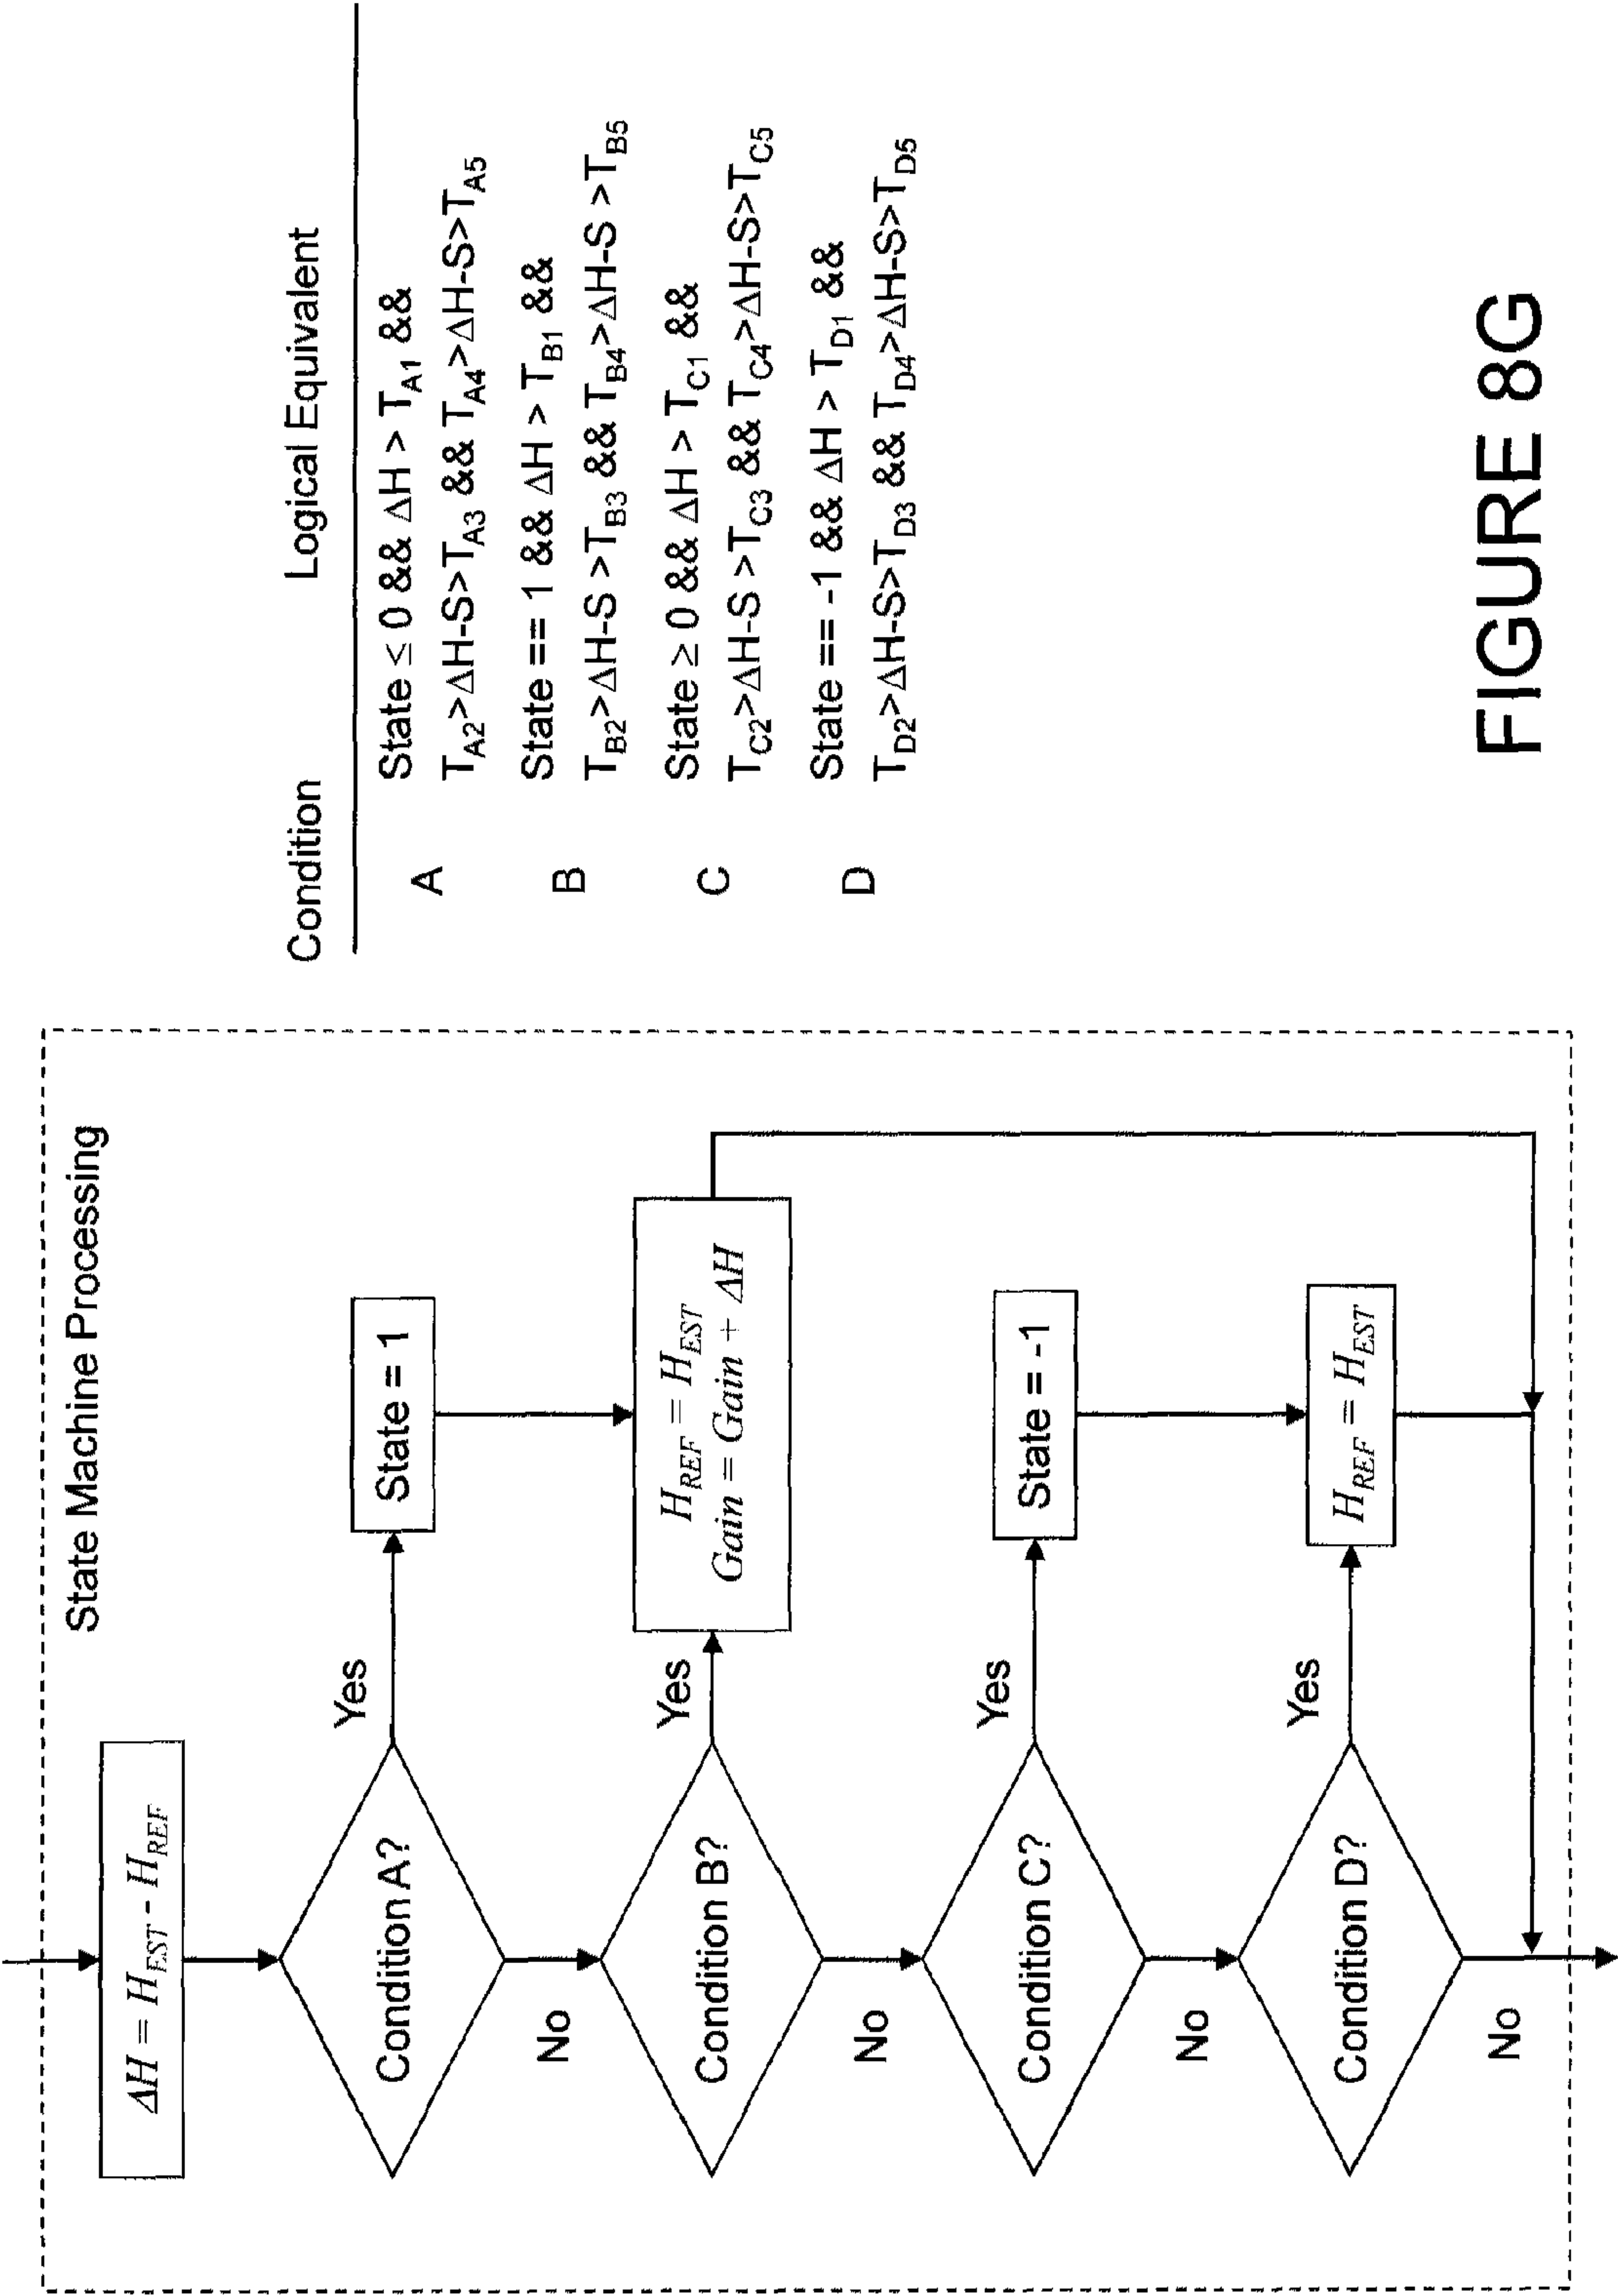 State Machine Processing
ΔH = H_EST - H_REF
Condition A?
Yes
State = 1
No
Condition B?
Yes
H_REF = H_EST
Gain = Gain + ΔH
No
Condition C?
Yes
State = -1
No
Condition D?
Yes
H_REF = H_EST
No
Condition Logical Equivalent
A State ≤ 0 && ΔH > T_A1 &&
T_A2>ΔH-S>T_A3 && T_A4>ΔH-S>T_A5
B State == 1 && ΔH > T_B1 &&
T_B2>ΔH-S >T_B3 && T_B4>ΔH-S >T_B5
C State ≥ 0 && ΔH > T_C1 &&
T_C2>ΔH-S >T_C3 && T_C4>ΔH-S>T_C5
D State == -1 && ΔH > T_D1 &&
T_D2>ΔH-S>T_D3 && T_D4>ΔH-S>T_D5
FIGURE 8G